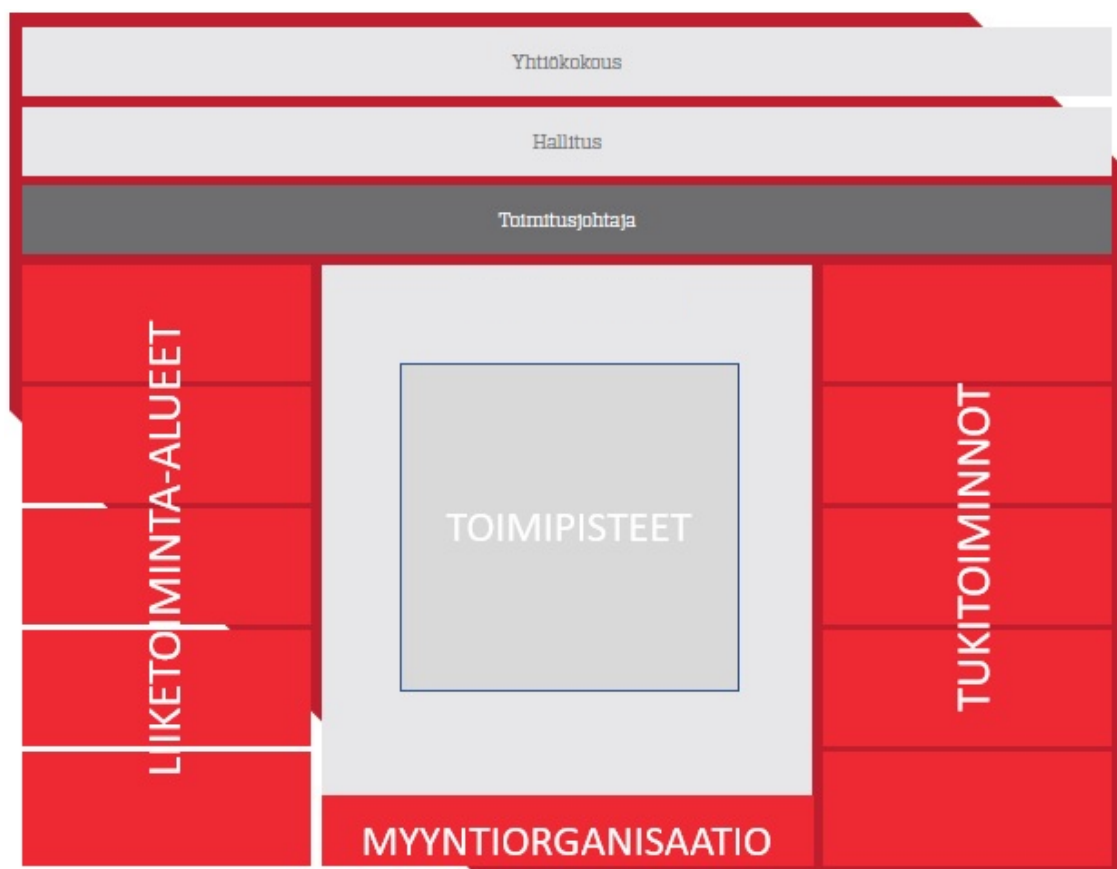 Yhtiökokous
Hallitus
Toimitusjohtaja
LIIKETOIMINTA-ALUEET
TOIMIPISTEET
TUKITOIMINNOT
MYYNTIORGANISAATIO